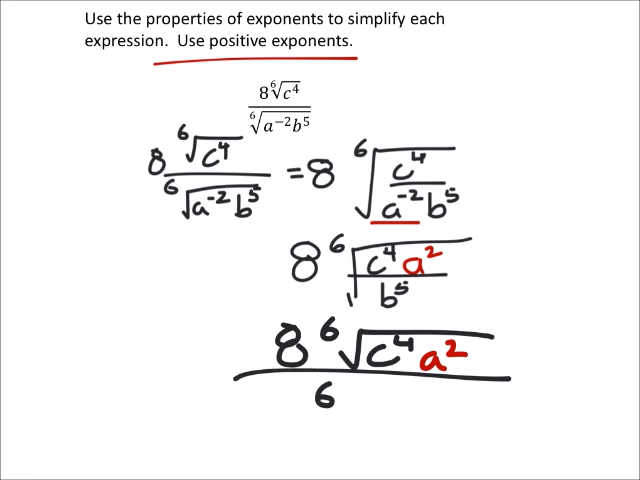 Use the properties of exponents to simplify each
expression. Use positive exponents.
8⁶√c⁴
⁶√a⁻²b⁵
8 ⁶√c⁴ / ⁶√a⁻²b⁵ = 8 ⁶√(c⁴ / a⁻²b⁵)
8 ⁶√(c⁴a² / b⁵)
8 ⁶√c⁴a²
6